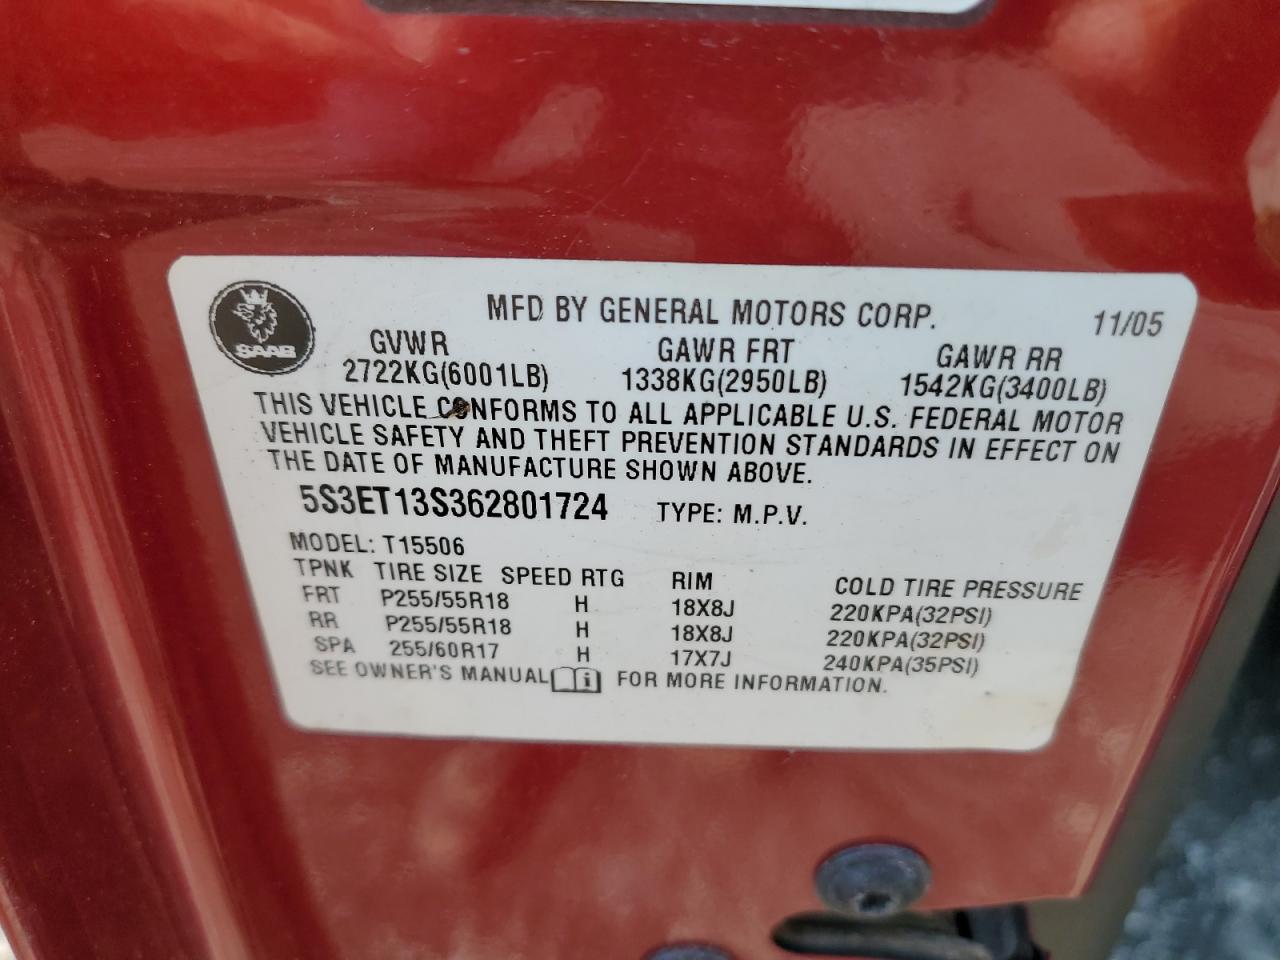 SAAB
MFD BY GENERAL MOTORS CORP. 11/05
GVWR GAWR FRT GAWR RR
2722KG(6001LB) 1338KG(2950LB) 1542KG(3400LB)
THIS VEHICLE CONFORMS TO ALL APPLICABLE U.S. FEDERAL MOTOR
VEHICLE SAFETY AND THEFT PREVENTION STANDARDS IN EFFECT ON
THE DATE OF MANUFACTURE SHOWN ABOVE.
5S3ET13S362801724 TYPE: M.P.V.
MODEL: T15506
TPNK TIRE SIZE SPEED RTG RIM COLD TIRE PRESSURE
FRT P255/55R18 H 18X8J 220KPA(32PSI)
RR P255/55R18 H 18X8J 220KPA(32PSI)
SPA 255/60R17 H 17X7J 240KPA(35PSI)
SEE OWNER'S MANUAL i FOR MORE INFORMATION.